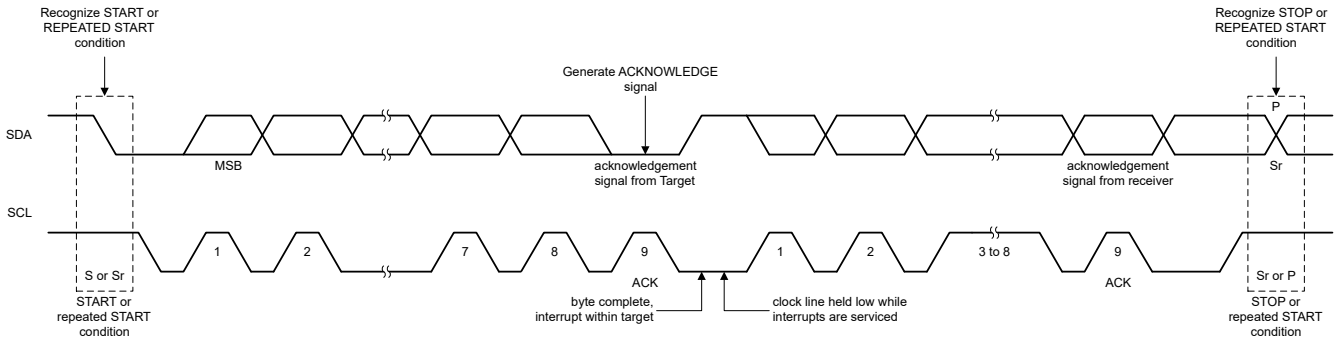 Recognize START or
REPEATED START
condition
Recognize STOP or
REPEATED START
condition
Generate ACKNOWLEDGE
signal
P
SDA
MSB
acknowledgement
signal from Target
acknowledgement
signal from receiver
Sr
SCL
1
2
7
8
9
1
2
3 to 8
9
S or Sr
ACK
ACK
Sr or P
START or
repeated START
condition
byte complete,
interrupt within target
clock line held low while
interrupts are serviced
STOP or
repeated START
condition